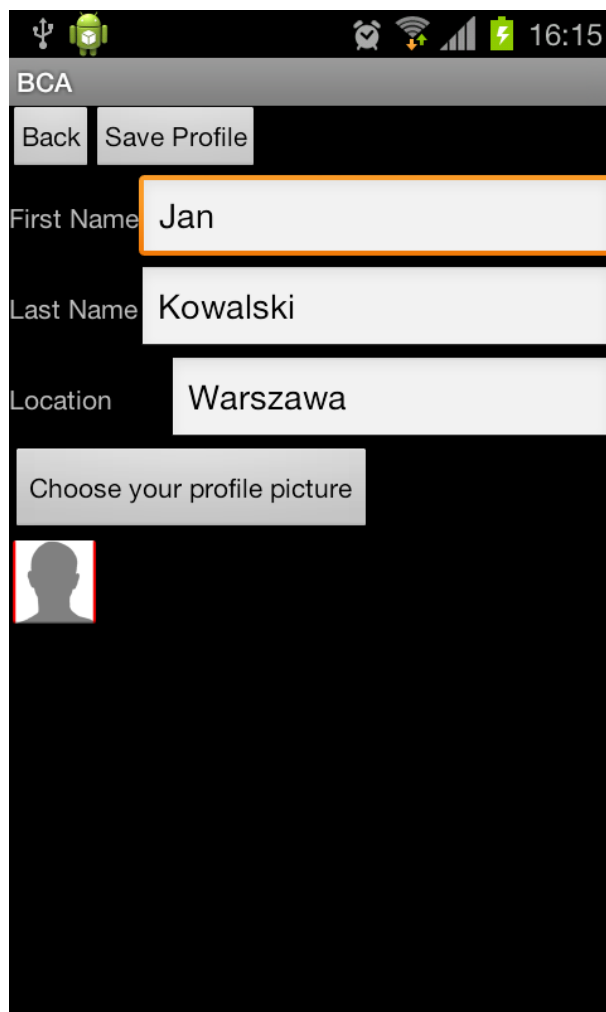 16:15
BCA
Back Save Profile
First Name Jan
Last Name Kowalski
Location Warszawa
Choose your profile picture